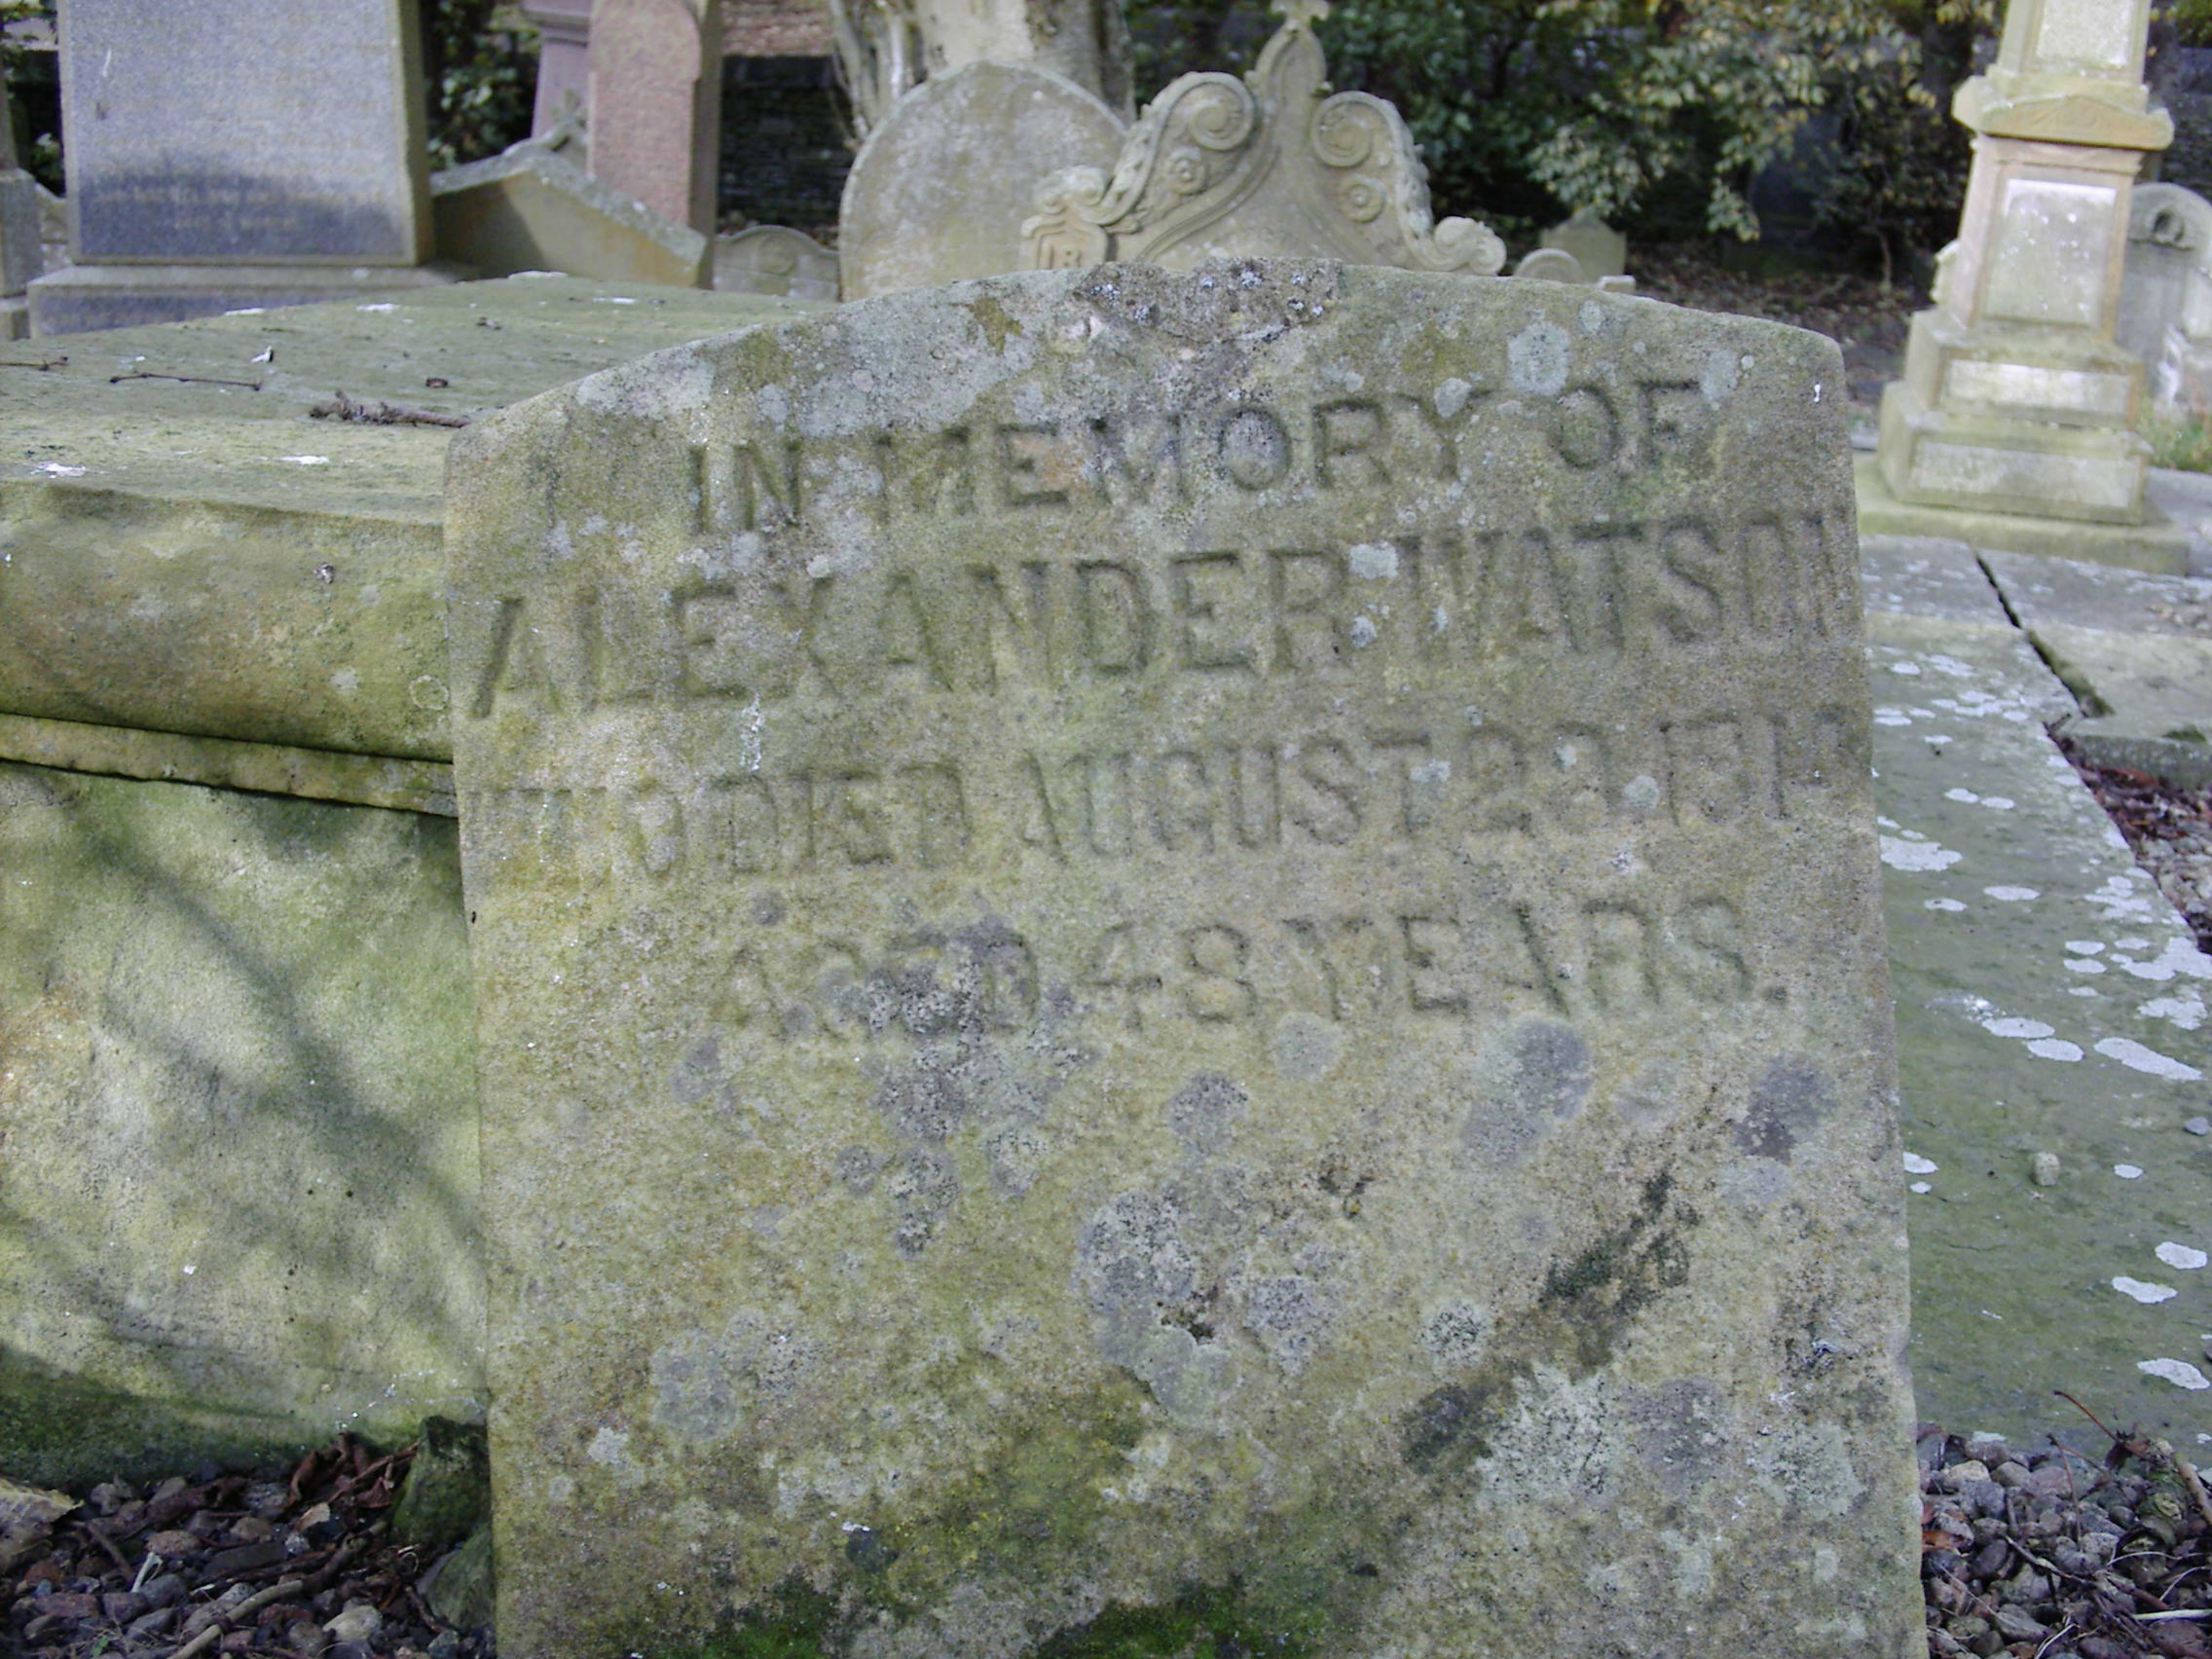 IN MEMORY OF
ALEXANDER WATSON
WHO DIED AUGUST
AGED 48 YEARS.